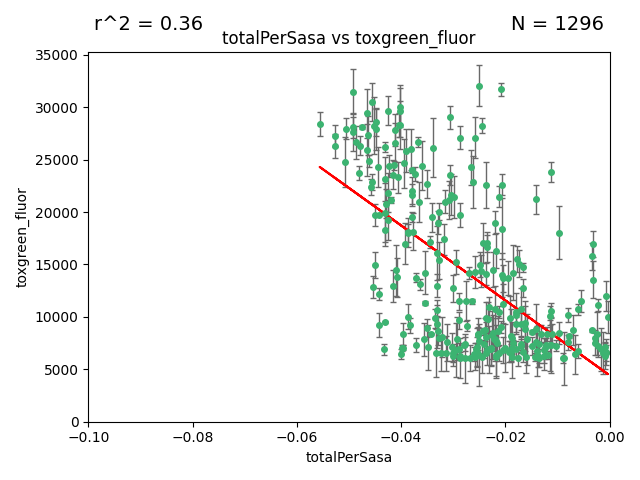 r^2 = 0.36
N = 1296
totalPerSasa vs toxgreen_fluor
35000
30000
25000
20000
15000
10000
5000
0
toxgreen_fluor
−0.10
−0.08
−0.06
−0.04
−0.02
0.00
totalPerSasa